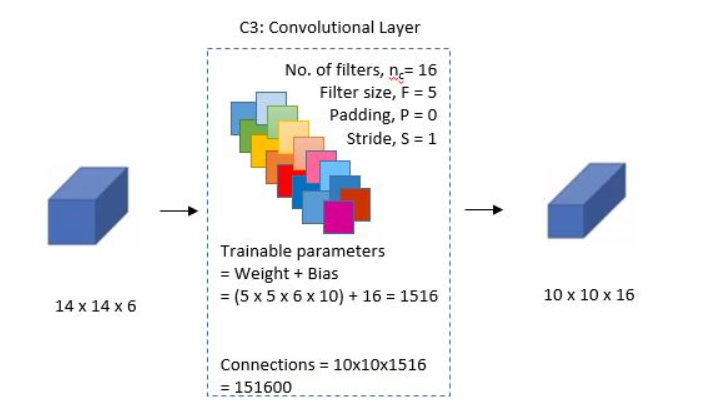 C3: Convolutional Layer
No. of filters, nc= 16
Filter size, F = 5
Padding, P = 0
Stride, S = 1
14 x 14 x 6
Trainable parameters
= Weight + Bias
= (5 x 5 x 6 x 10) + 16 = 1516
10 x 10 x 16
Connections = 10x10x1516
= 151600